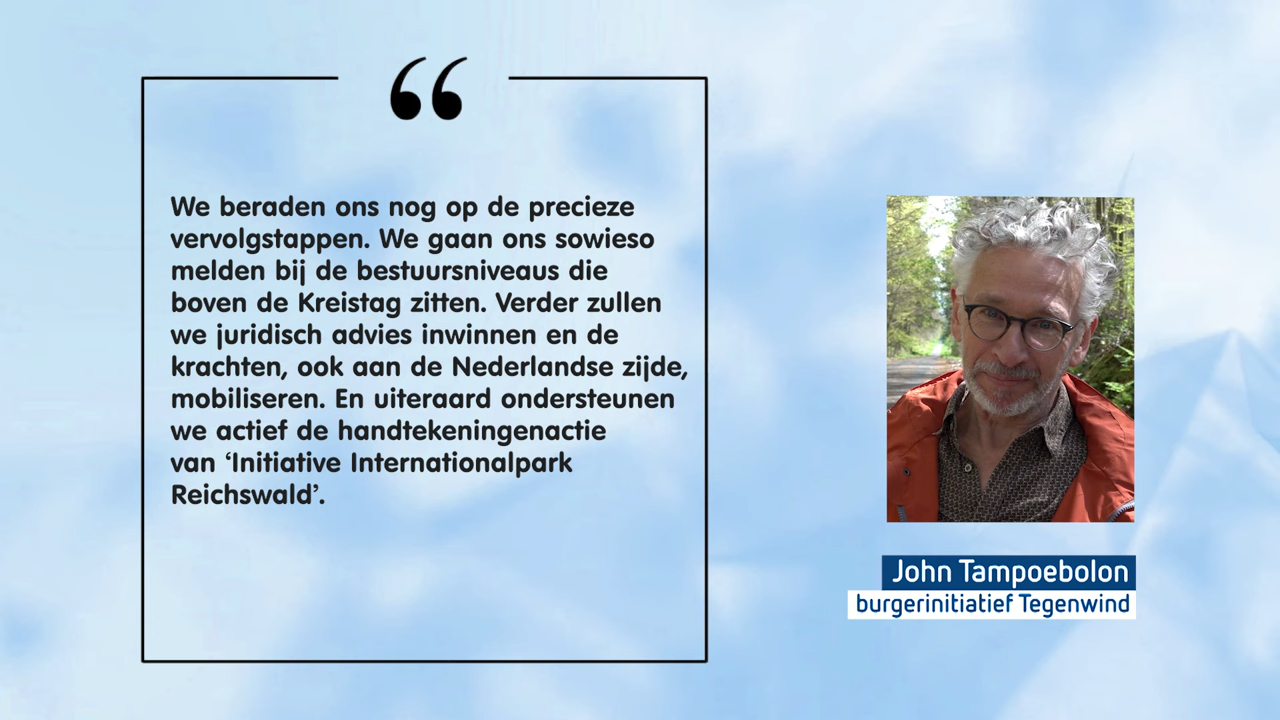 “
We beraden ons nog op de precieze
vervolgstappen. We gaan ons sowieso
melden bij de bestuursniveaus die
boven de Kreistag zitten. Verder zullen
we juridisch advies inwinnen en de
krachten, ook aan de Nederlandse zijde,
mobiliseren. En uiteraard ondersteunen
we actief de handtekeningenactie
van ‘Initiative Internationalpark
Reichswald’.
John Tampoebolon
burgerinitiatief Tegenwind